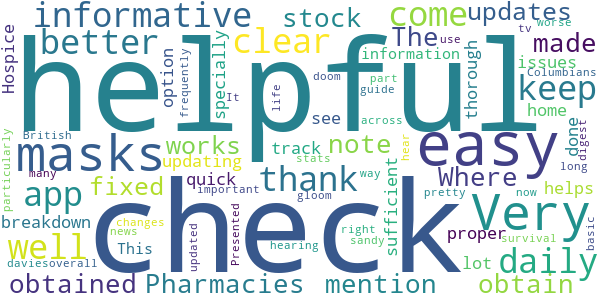 informative stock come updates
better clear The made
Hospice option frequently specially It doom life see information use tv worse
helpful
thorough part guide Columbians issues keep
particularly British masks works track note across home done digest
easy
many app fixed updating quick thank stats way hear sufficient Where helps long
important gloom pretty now
breakdown This changes news updated Presented check hearing right sandy proper Very
well daviesoverall lot survival basic daily
obtained Pharmacies mention obtain